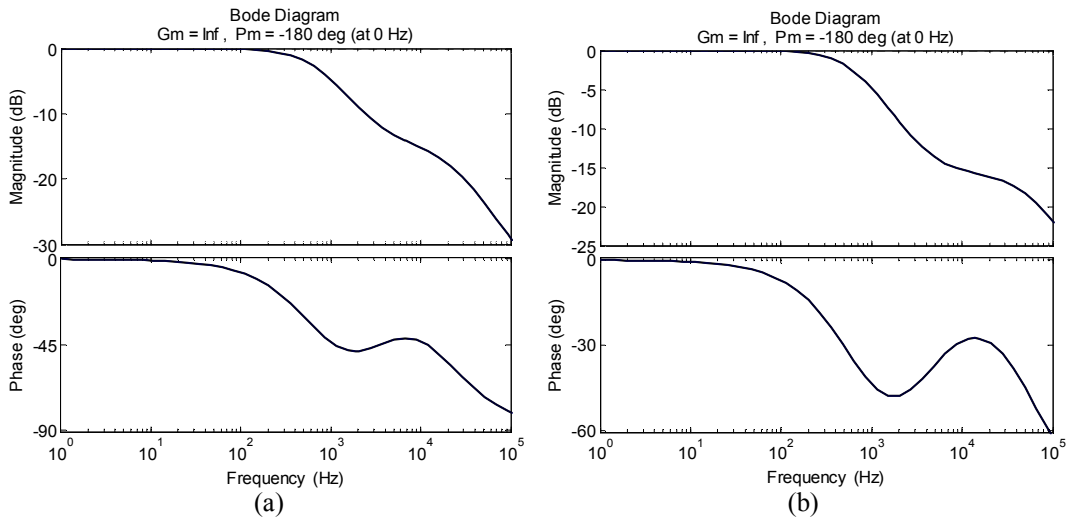 Bode Diagram
Gm = Inf , Pm = -180 deg (at 0 Hz)
0
-10
-20
-30
Magnitude (dB)
0
-45
-90
Phase (deg)
10^0 10^1 10^2 10^3 10^4 10^5
Frequency (Hz)
(a)
Bode Diagram
Gm = Inf , Pm = -180 deg (at 0 Hz)
0
-5
-10
-15
-20
-25
Magnitude (dB)
0
-30
-60
Phase (deg)
10^0 10^1 10^2 10^3 10^4 10^5
Frequency (Hz)
(b)